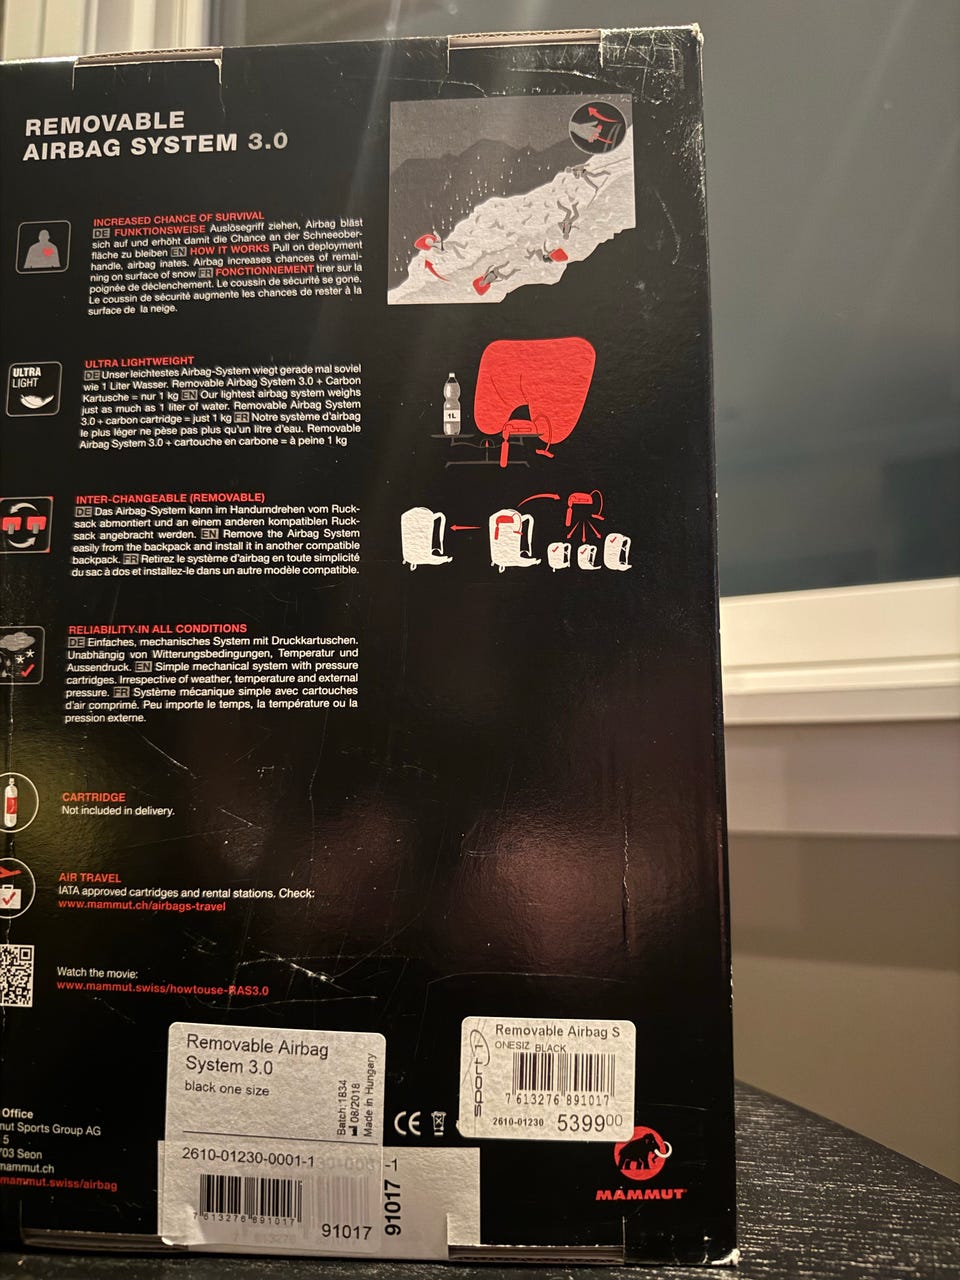 REMOVABLE
AIRBAG SYSTEM 3.0
INCREASED CHANCE OF SURVIVAL
DE FUNKTIONSWEISE Auslösegriff ziehen, Airbag bläst
sich auf und erhöht damit die Chance an der Schneeober-
fläche zu bleiben EN HOW IT WORKS Pull on deployment
handle, airbag inates. Airbag increases chances of remai-
ning on surface of snow FR FONCTIONNEMENT tirer sur la
poignée de déclenchement. Le coussin de sécurité se gone.
Le coussin de sécurité augmente les chances de rester à la
surface de la neige.
ULTRA
LIGHT
ULTRA LIGHTWEIGHT
DE Unser leichtestes Airbag-System wiegt gerade mal soviel
wie 1 Liter Wasser. Removable Airbag System 3.0 + Carbon
Kartusche = nur 1 kg EN Our lightest airbag system weighs
just as much as 1 liter of water. Removable Airbag System
3.0 + carbon cartridge = just 1 kg FR Notre système d'airbag
le plus léger ne pèse pas plus qu'un litre d'eau. Removable
Airbag System 3.0 + cartouche en carbone = à peine 1 kg
1L
INTER-CHANGEABLE (REMOVABLE)
DE Das Airbag-System kann im Handumdrehen vom Ruck-
sack abmontiert und an einem anderen kompatiblen Ruck-
sack angebracht werden. EN Remove the Airbag System
easily from the backpack and install it in another compatible
backpack. FR Retirez le système d'airbag en toute simplicité
du sac à dos et installez-le dans un autre modèle compatible.
RELIABILITY IN ALL CONDITIONS
DE Einfaches, mechanisches System mit Druckkartuschen.
Unabhängig von Witterungsbedingungen, Temperatur und
Aussendruck. EN Simple mechanical system with pressure
cartridges. Irrespective of weather, temperature and external
pressure. FR Système mécanique simple avec cartouches
d'air comprimé. Peu importe le temps, la température ou la
pression externe.
CARTRIDGE
Not included in delivery.
AIR TRAVEL
IATA approved cartridges and rental stations. Check:
www.mammut.ch/airbags-travel
Watch the movie:
www.mammut.swiss/howtouse-RAS3.0
Office
nut Sports Group AG
5
703 Seon
mammut.ch
mammut.swiss/airbag
Removable Airbag
System 3.0
black one size
Batch:1834
08/2018
Made in Hungary
2610-01230-0001-1
7 613276 891017
91017
-1
91017
CE
sport 1
Removable Airbag S
ONESIZ BLACK
7 613276 891017
2610-01230 539900
MAMMUT